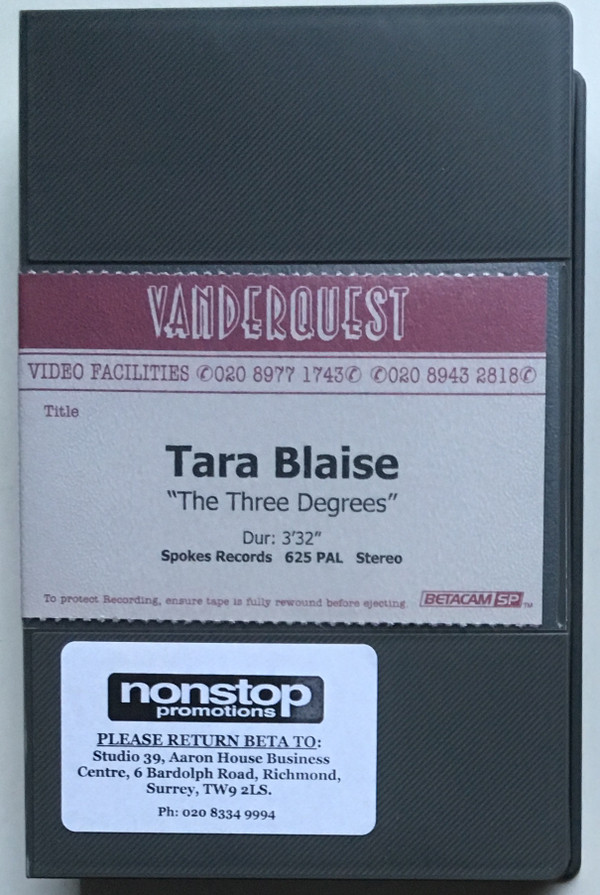 VANDERQUEST
VIDEO FACILITIES ✆020 8977 1743✆ ✆020 8943 2818✆
Title
Tara Blaise
“The Three Degrees”
Dur: 3’32”
Spokes Records 625 PAL Stereo
To protect Recording, ensure tape is fully rewound before ejecting
BETACAM SP TM
nonstop
promotions
PLEASE RETURN BETA TO:
Studio 39, Aaron House Business
Centre, 6 Bardolph Road, Richmond,
Surrey, TW9 2LS.
Ph: 020 8334 9994